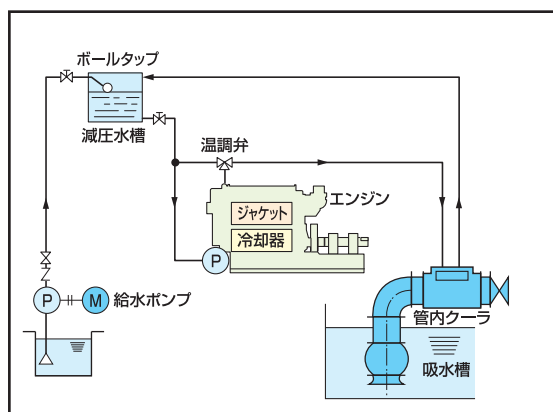 ボールタップ
減圧水槽
温調弁
エンジン
ジャケット
冷却器
P
P
M
給水ポンプ
管内クーラ
吸水槽